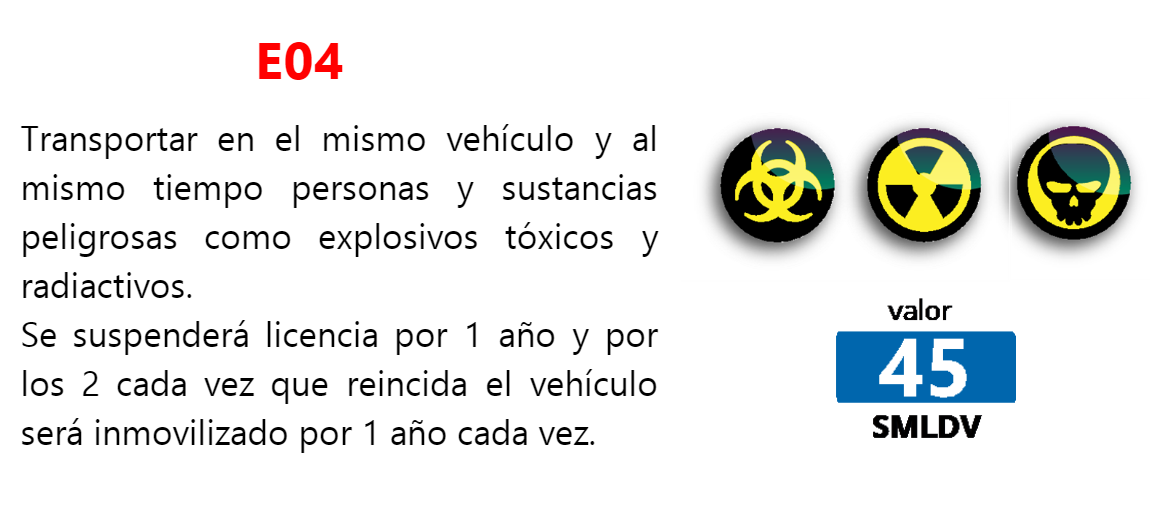 E04
Transportar en el mismo vehículo y al
mismo tiempo personas y sustancias
peligrosas como explosivos tóxicos y
radiactivos.
Se suspenderá licencia por 1 año y por
los 2 cada vez que reincida el vehículo
será inmovilizado por 1 año cada vez.
valor
45
SMLDV